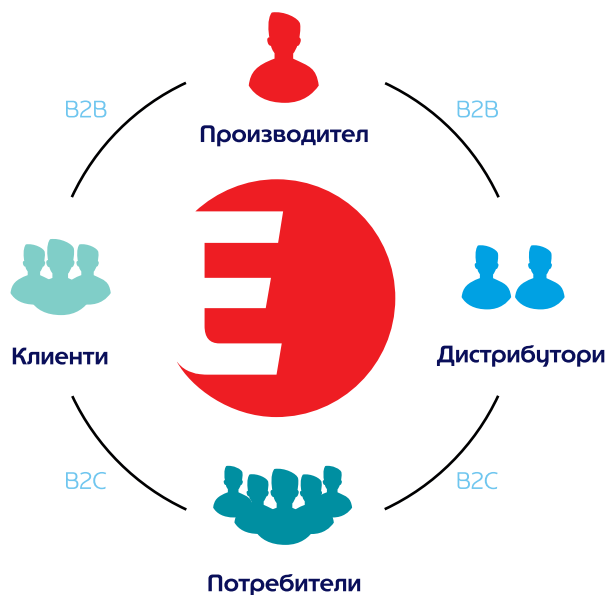 B2B
B2B
Производител
Клиенти
Дистрибутори
B2C
B2C
Потребители